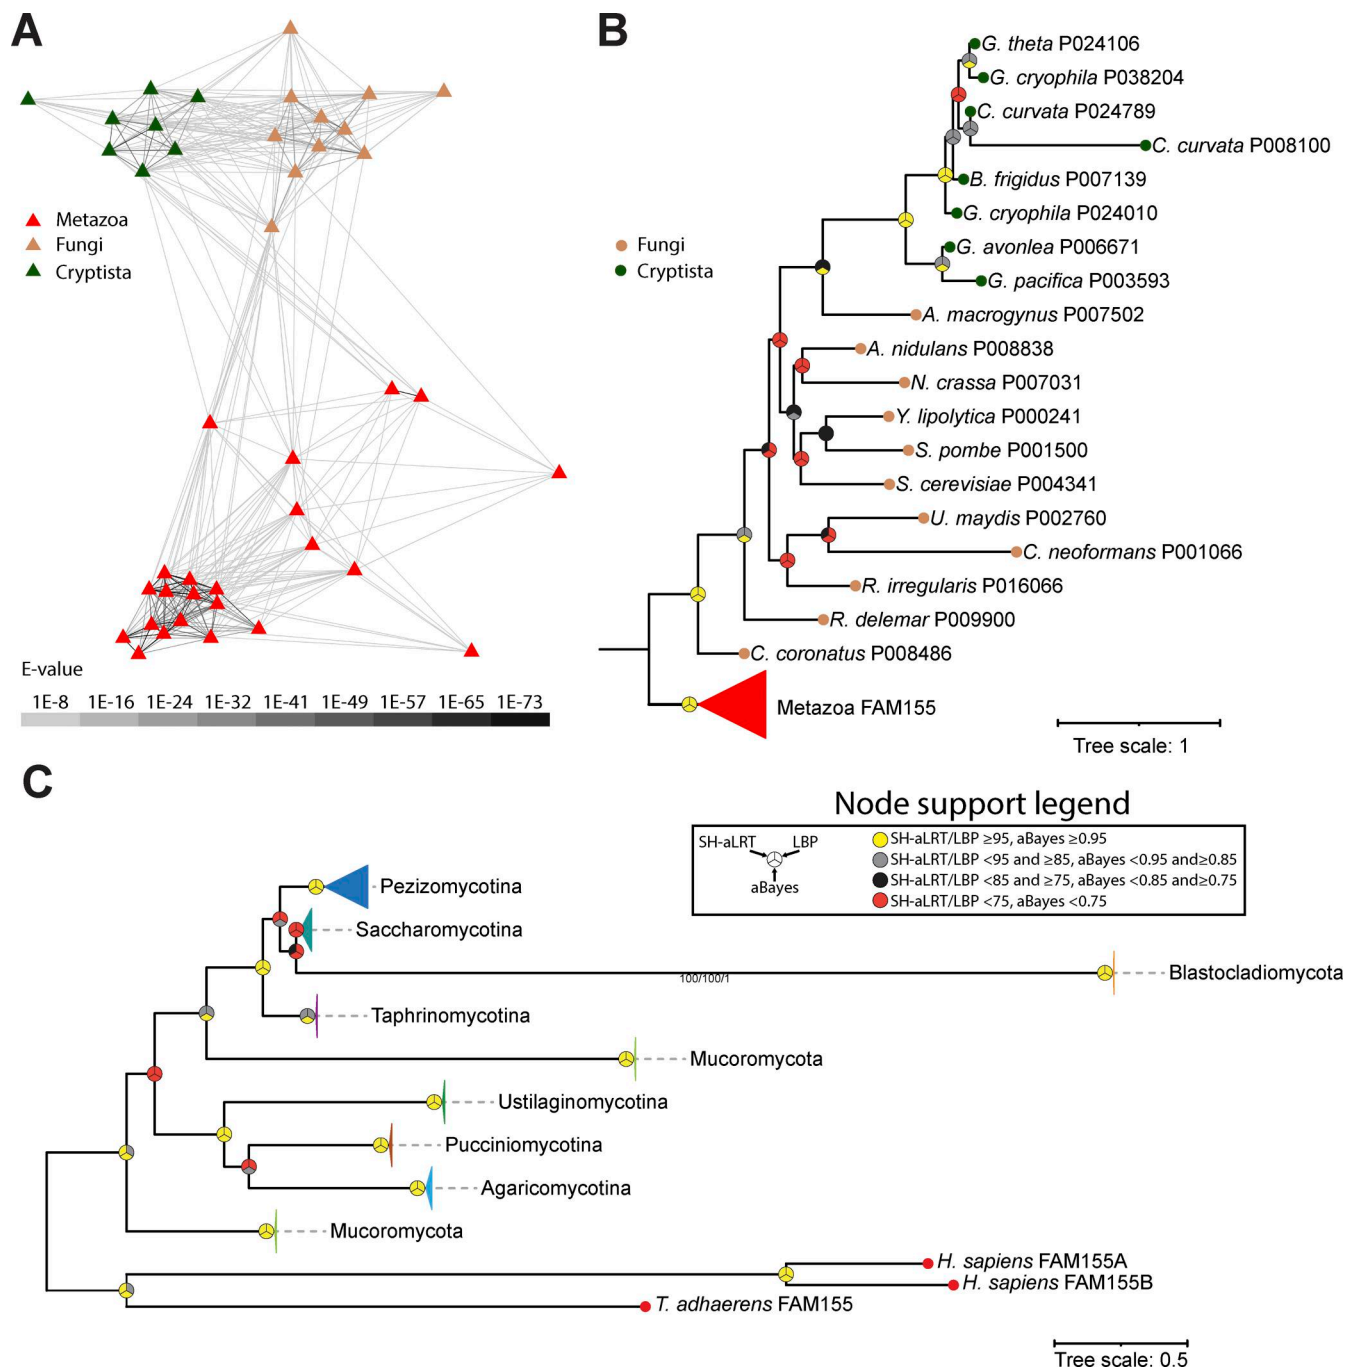 A
Metazoa
Fungi
Cryptista
E-value
1E-8 1E-16 1E-24 1E-32 1E-41 1E-49 1E-57 1E-65 1E-73
B
Fungi
Cryptista
G. theta P024106
G. cryophila P038204
C. curvata P024789
C. curvata P008100
B. frigidus P007139
G. cryophila P024010
G. avonlea P006671
G. pacifica P003593
A. macrogynus P007502
A. nidulans P008838
N. crassa P007031
Y. lipolytica P000241
S. pombe P001500
S. cerevisiae P004341
U. maydis P002760
C. neoformans P001066
R. irregularis P016066
R. delemar P009900
C. coronatus P008486
Metazoa FAM155
Tree scale: 1
C
Node support legend
SH-aLRT LBP
aBayes
SH-aLRT/LBP ≥95, aBayes ≥0.95
SH-aLRT/LBP <95 and ≥85, aBayes <0.95 and≥0.85
SH-aLRT/LBP <85 and ≥75, aBayes <0.85 and≥0.75
SH-aLRT/LBP <75, aBayes <0.75
Pezizomycotina
Saccharomycotina
100/100/1
Blastocladiomycota
Taphrinomycotina
Mucoromycota
Ustilaginomycotina
Pucciniomycotina
Agaricomycotina
Mucoromycota
H. sapiens FAM155A
H. sapiens FAM155B
T. adhaerens FAM155
Tree scale: 0.5